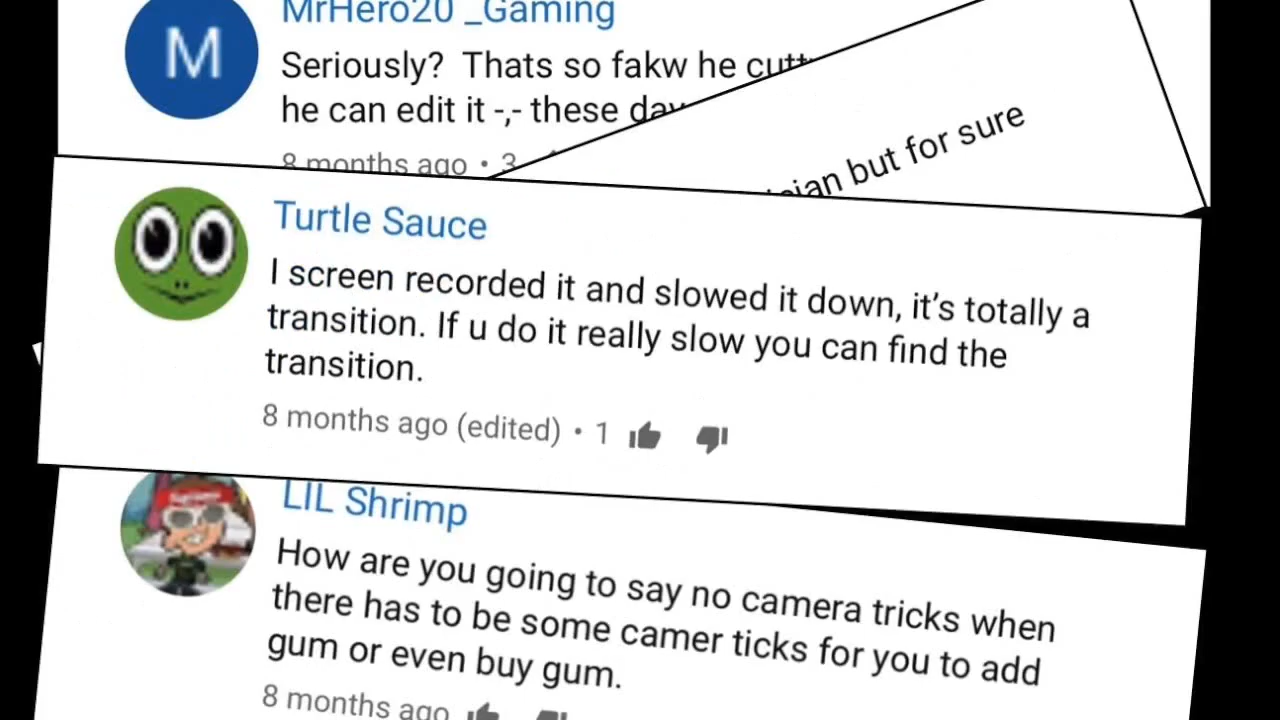 MrHero20 _Gaming
Seriously? Thats so fakw he
he can edit it -,- these
8 months ago • 3
but for sure
Turtle Sauce
I screen recorded it and slowed it down, it's totally a
transition. If u do it really slow you can find the
transition.
8 months ago (edited) • 1
LIL Shrimp
How are you going to say no camera tricks when
there has to be some camer ticks for you to add
gum or even buy gum.
8 months ago